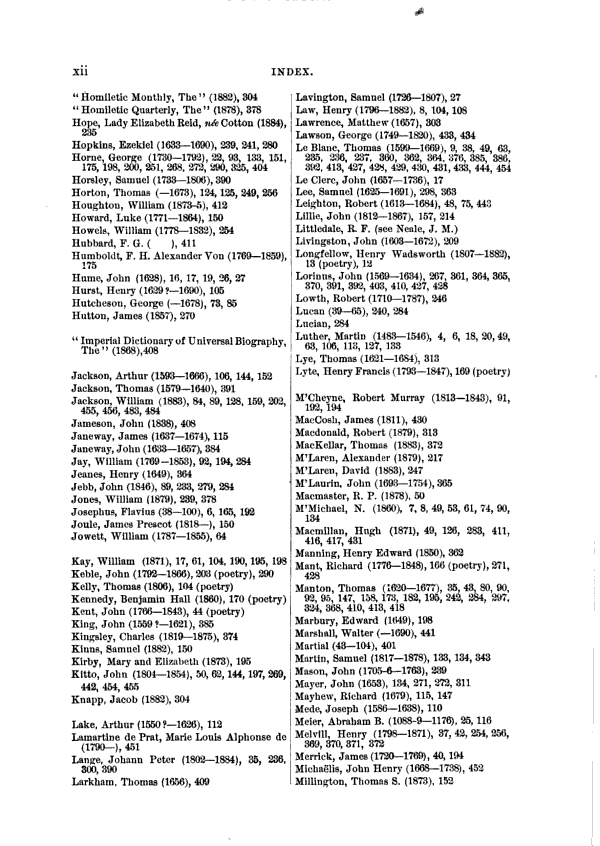 xii
INDEX.
“Homiletic Monthly, The” (1882), 304
“Homiletic Quarterly, The” (1878), 378
Hope, Lady Elizabeth Reid, née Cotton (1884),
235
Hopkins, Ezekiel (1633—1690), 239, 241, 280
Horne, George (1730—1792), 22, 93, 133, 151,
175, 198, 200, 251, 268, 272, 290, 325, 404
Horsley, Samuel (1733—1806), 390
Horton, Thomas (—1673), 124, 125, 249, 256
Houghton, William (1873-5), 412
Howard, Luke (1771—1864), 150
Howels, William (1778—1832), 254
Hubbard, F. G. ( ), 411
Humboldt, F. H. Alexander Von (1769—1859),
175
Hume, John (1628), 16, 17, 19, 26, 27
Hurst, Henry (1629 ?—1690), 105
Hutcheson, George (—1678), 73, 85
Hutton, James (1857), 270
“Imperial Dictionary of Universal Biography,
The” (1868),408
Jackson, Arthur (1593—1666), 106, 144, 152
Jackson, Thomas (1579—1640), 391
Jackson, William (1883), 84, 89, 128, 159, 202,
455, 456, 483, 484
Jameson, John (1838), 408
Janeway, James (1637—1674), 115
Janeway, John (1633—1657), 384
Jay, William (1769—1853), 92, 194, 284
Jeanes, Henry (1649), 364
Jebb, John (1846), 89, 233, 279, 284
Jones, William (1879), 289, 378
Josephus, Flavius (38—100), 6, 165, 192
Joule, James Prescot (1818—), 150
Jowett, William (1787—1855), 64
Kay, William (1871), 17, 61, 104, 190, 195, 198
Keble, John (1792—1866), 203 (poetry), 290
Kelly, Thomas (1806), 104 (poetry)
Kennedy, Benjamin Hall (1860), 170 (poetry)
Kent, John (1766—1843), 44 (poetry)
King, John (1559 ?—1621), 385
Kingsley, Charles (1819—1875), 374
Kinns, Samuel (1882), 150
Kirby, Mary and Elizabeth (1873), 195
Kitto, John (1804—1854), 50, 62, 144, 197, 269,
442, 454, 455
Knapp, Jacob (1882), 304
Lake, Arthur (1550 ?—1626), 112
Lamartine de Prat, Marie Louis Alphonse de
(1790—), 451
Lange, Johann Peter (1802—1884), 35, 236,
300, 390
Larkham, Thomas (1656), 409
Lavington, Samuel (1726—1807), 27
Law, Henry (1796—1882), 8, 104, 108
Lawrence, Matthew (1657), 303
Lawson, George (1749—1820), 433, 434
Le Blanc, Thomas (1599—1669), 9, 38, 49, 63,
235, 236, 237, 360, 362, 364, 376, 385, 386,
392, 413, 427, 428, 429, 430, 431, 433, 444, 454
Le Clerc, John (1657—1736), 17
Lee, Samuel (1625—1691), 298, 363
Leighton, Robert (1613—1684), 48, 75, 443
Lillie, John (1812—1867), 157, 214
Littledale, R. F. (see Neale, J. M.)
Livingston, John (1603—1672), 209
Longfellow, Henry Wadsworth (1807—1882),
13 (poetry), 12
Lorinus, John (1569—1634), 267, 361, 364, 365,
370, 391, 392, 403, 410, 427, 428
Lowth, Robert (1710—1787), 246
Lucan (39—65), 240, 284
Lucian, 284
Luther, Martin (1483—1546), 4, 6, 18, 20, 49,
63, 106, 113, 127, 133
Lye, Thomas (1621—1684), 313
Lyte, Henry Francis (1793—1847), 169 (poetry)
M'Cheyne, Robert Murray (1813—1843), 91,
192, 194
MacCosh, James (1811), 430
Macdonald, Robert (1879), 313
MacKellar, Thomas (1883), 372
M'Laren, Alexander (1879), 217
M'Laren, David (1883), 247
M'Laurin, John (1693—1754), 365
Macmaster, R. P. (1878), 50
M'Michael, N. (1860), 7, 8, 49, 53, 61, 74, 90,
134
Macmillan, Hugh (1871), 49, 126, 283, 411,
416, 417, 431
Manning, Henry Edward (1850), 362
Mant, Richard (1776—1848), 166 (poetry), 271,
428
Manton, Thomas (1620—1677), 35, 43, 80, 90,
92, 95, 147, 158, 173, 182, 195, 242, 284, 297,
324, 368, 410, 413, 418
Marbury, Edward (1649), 198
Marshall, Walter (—1690), 441
Martial (43—104), 401
Martin, Samuel (1817—1878), 133, 134, 343
Mason, John (1705-6—1763), 239
Mayer, John (1653), 134, 271, 272, 311
Mayhew, Richard (1679), 115, 147
Mede, Joseph (1586—1638), 110
Meier, Abraham B. (1088-9—1176), 25, 116
Melvill, Henry (1798—1871), 37, 42, 254, 256,
369, 370, 371, 372
Merrick, James (1720—1769), 40, 194
Michaëlis, John Henry (1668—1738), 452
Millington, Thomas S. (1873), 152